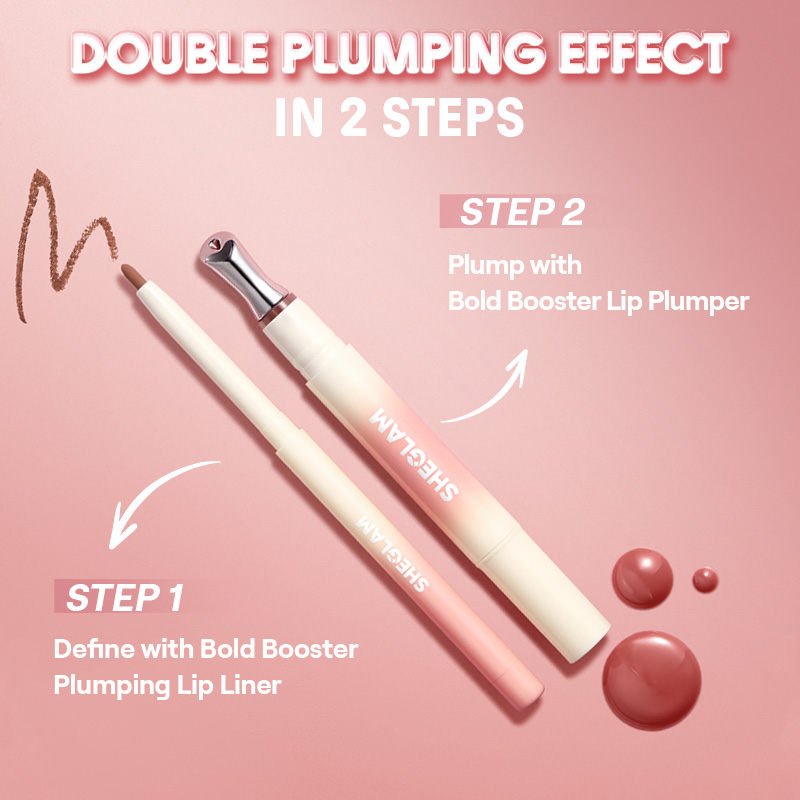 DOUBLE PLUMPING EFFECT
IN 2 STEPS
STEP 2
Plump with
Bold Booster Lip Plumper
SHEGLAM
SHEGLAM
STEP 1
Define with Bold Booster
Plumping Lip Liner